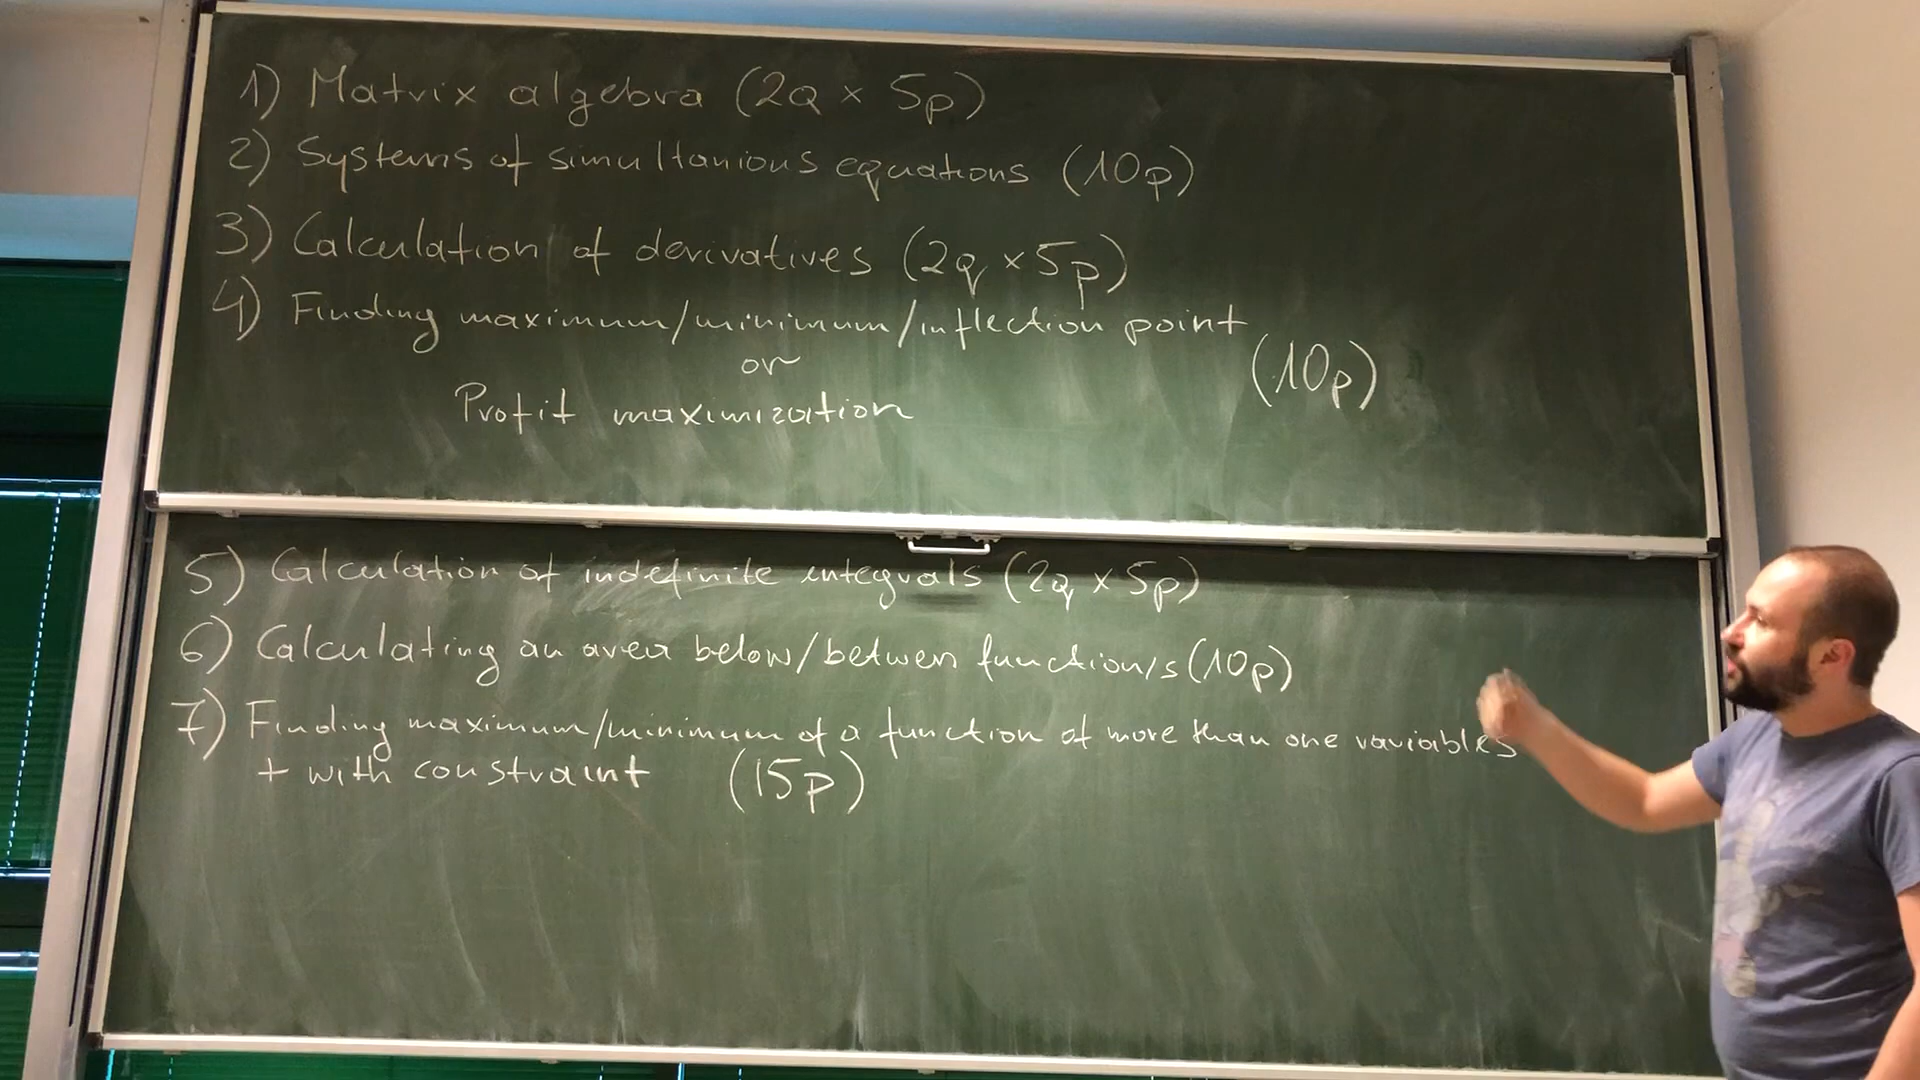 1) Matrix algebra (2Q × 5p)
2) Systems of simultanious equations (10p)
3) Calculation of derivatives (2q × 5p)
4) Finding maximum/minimum/inflection point
or
(10p)
Profit maximization
5) Calculation of indefinite integrals (2q × 5p)
6) Calculating an area below/betwen function/s (10p)
7) Finding maximum/minimum of a function of more than one variables
+ with constraint (15p)